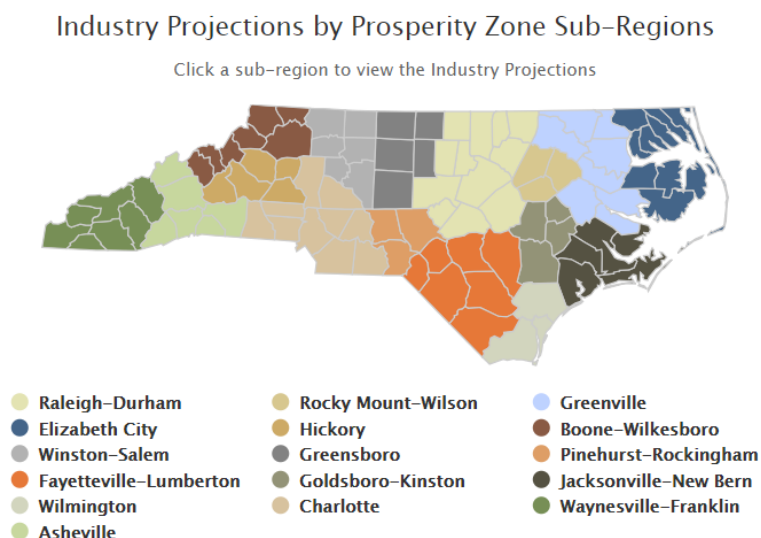 Industry Projections by Prosperity Zone Sub-Regions
Click a sub-region to view the Industry Projections
Raleigh-Durham
Rocky Mount-Wilson
Greenville
Elizabeth City
Hickory
Boone-Wilkesboro
Winston-Salem
Greensboro
Pinehurst-Rockingham
Fayetteville-Lumberton
Goldsboro-Kinston
Jacksonville-New Bern
Wilmington
Charlotte
Waynesville-Franklin
Asheville